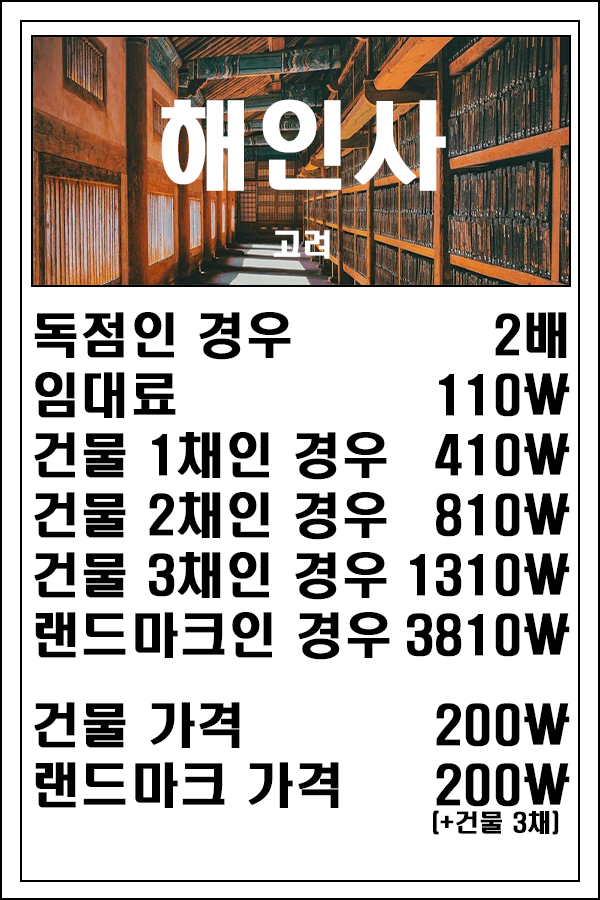 해인사
고려
독점인 경우 2배
임대료 110₩
건물 1채인 경우 410₩
건물 2채인 경우 810₩
건물 3채인 경우 1310₩
랜드마크인 경우 3810₩
건물 가격 200₩
랜드마크 가격 200₩
(+건물 3채)